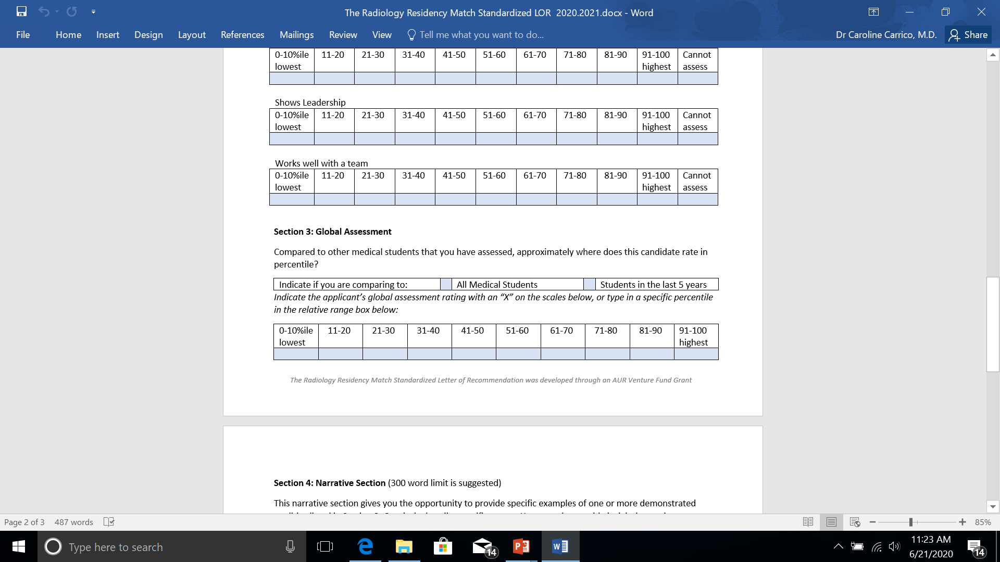 The Radiology Residency Match Standardized LOR  2020.2021.docx - Word
File Home Insert Design Layout References Mailings Review View Tell me what you want to do... Dr Caroline Carrico, M.D. Share
0-10%ile 11-20 21-30 31-40 41-50 51-60 61-70 71-80 81-90 91-100 Cannot
lowest highest assess
Shows Leadership
0-10%ile 11-20 21-30 31-40 41-50 51-60 61-70 71-80 81-90 91-100 Cannot
lowest highest assess
Works well with a team
0-10%ile 11-20 21-30 31-40 41-50 51-60 61-70 71-80 81-90 91-100 Cannot
lowest highest assess
Section 3: Global Assessment
Compared to other medical students that you have assessed, approximately where does this candidate rate in
percentile?
Indicate if you are comparing to: All Medical Students Students in the last 5 years
Indicate the applicant’s global assessment rating with an “X” on the scales below, or type in a specific percentile
in the relative range box below:
0-10%ile 11-20 21-30 31-40 41-50 51-60 61-70 71-80 81-90 91-100
lowest highest
The Radiology Residency Match Standardized Letter of Recommendation was developed through an AUR Venture Fund Grant
Section 4: Narrative Section (300 word limit is suggested)
This narrative section gives you the opportunity to provide specific examples of one or more demonstrated
Page 2 of 3 487 words 85%
Type here to search 14 11:23 AM
6/21/2020 14